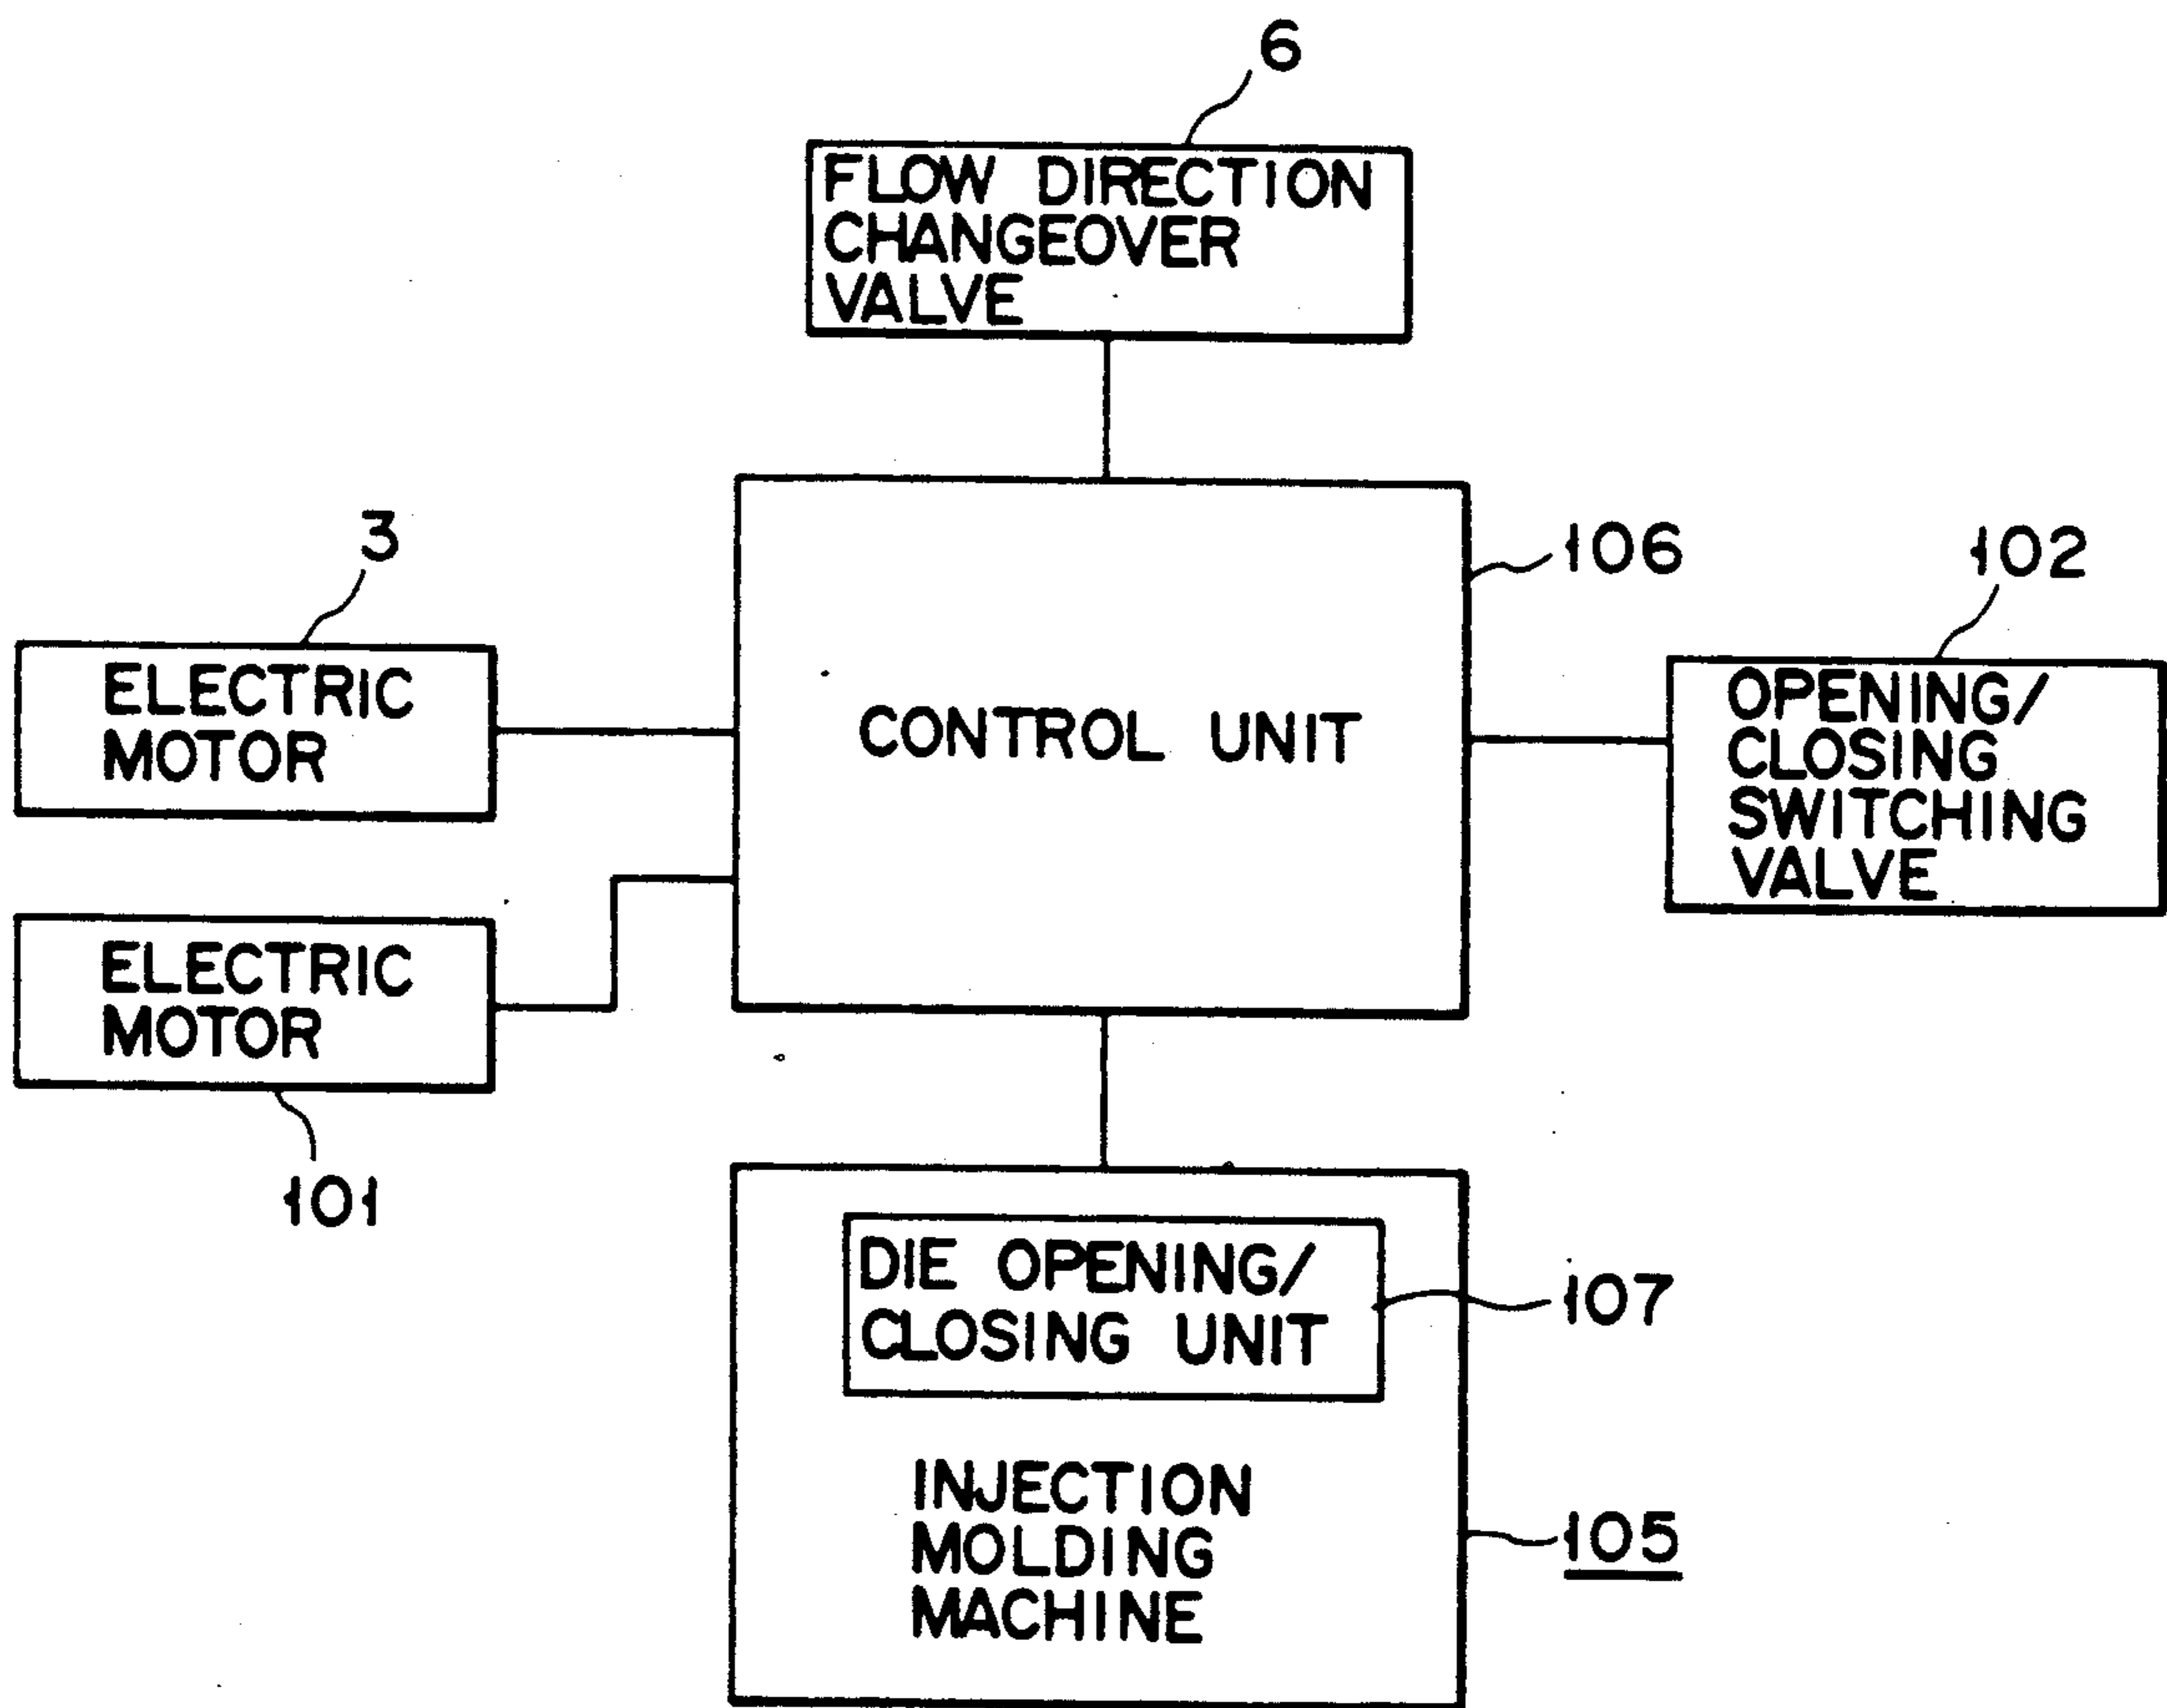 6
FLOW DIRECTION
CHANGEOVER
VALVE
3
106
102
ELECTRIC
MOTOR
CONTROL UNIT
OPENING/
CLOSING
SWITCHING
VALVE
ELECTRIC
MOTOR
101
DIE OPENING/
CLOSING UNIT
107
INJECTION
MOLDING
MACHINE
105